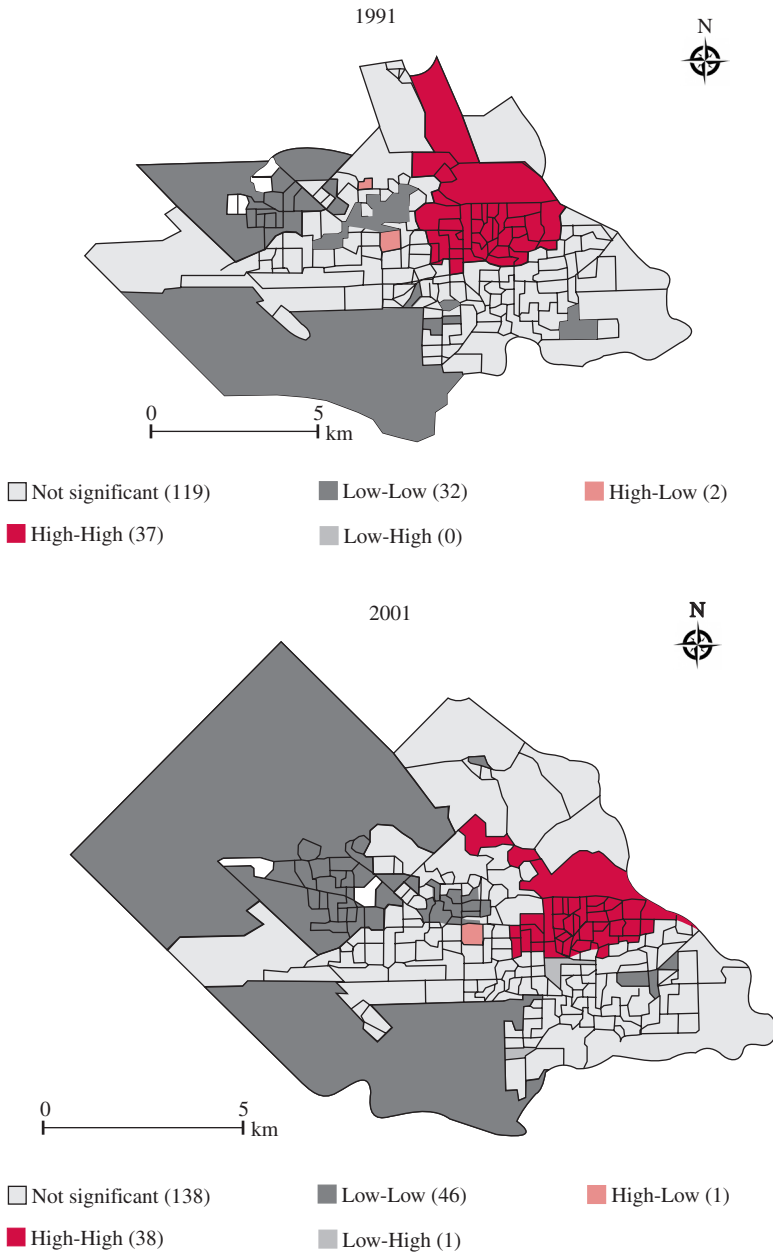 1991
N
0 5
km
Not significant (119) Low-Low (32) High-Low (2)
High-High (37) Low-High (0)
2001
N
0 5
km
Not significant (138) Low-Low (46) High-Low (1)
High-High (38) Low-High (1)